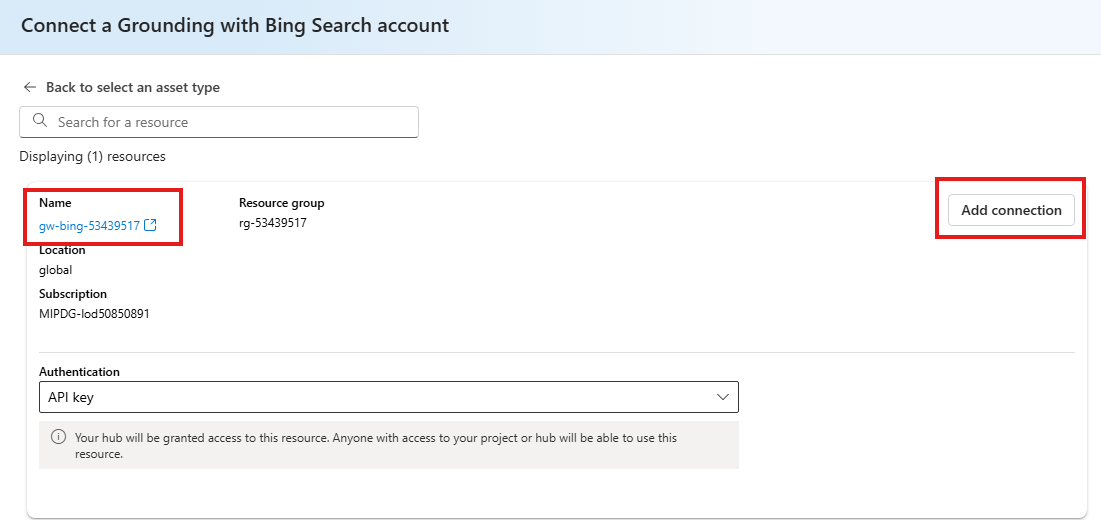 Connect a Grounding with Bing Search account
Back to select an asset type
Search for a resource
Displaying (1) resources
Name
gw-bing-53439517
Resource group
rg-53439517
Add connection
Location
global
Subscription
MIPDG-lod50850891
Authentication
API key
Your hub will be granted access to this resource. Anyone with access to your project or hub will be able to use this
resource.